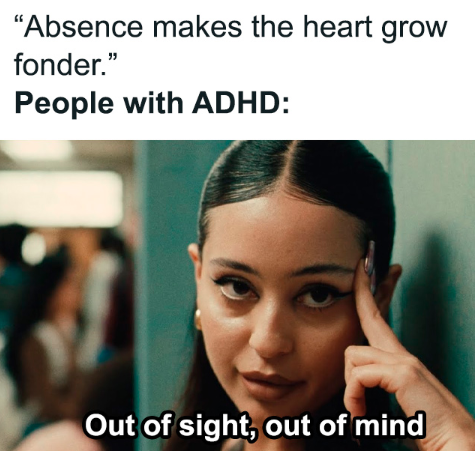 “Absence makes the heart grow
fonder.”
People with ADHD:
Out of sight, out of mind